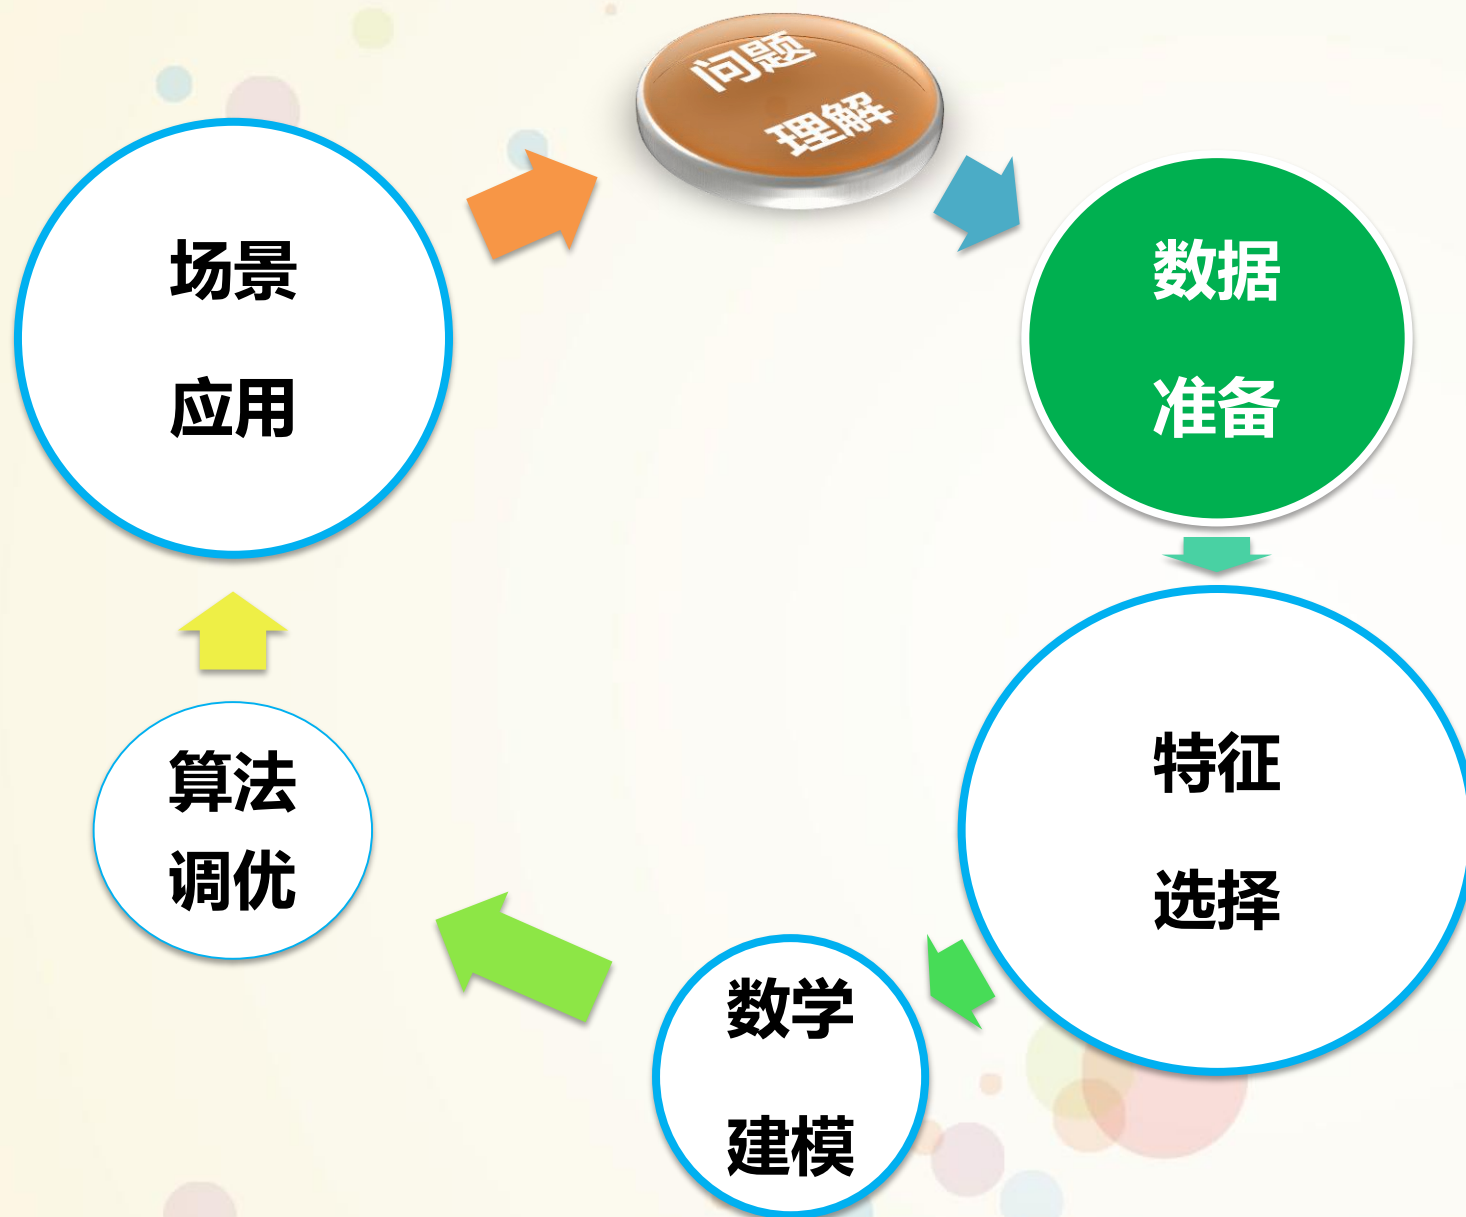 问题
理解
数据
准备
特征
选择
数学
建模
算法
调优
场景
应用